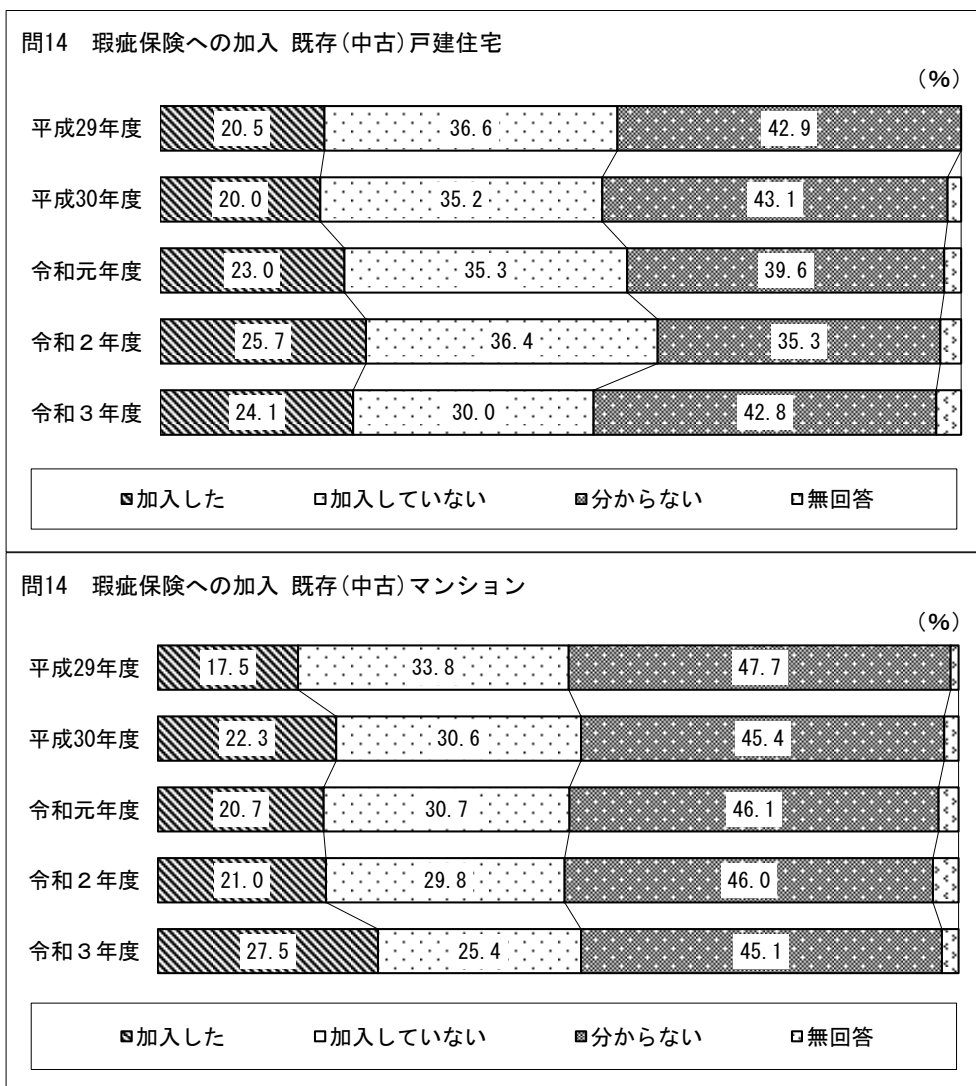 問14　瑕疵保険への加入 既存(中古)戸建住宅
(%)
平成29年度 20.5 36.6 42.9
平成30年度 20.0 35.2 43.1
令和元年度 23.0 35.3 39.6
令和２年度 25.7 36.4 35.3
令和３年度 24.1 30.0 42.8
加入した 加入していない 分からない 無回答
問14　瑕疵保険への加入 既存(中古)マンション
(%)
平成29年度 17.5 33.8 47.7
平成30年度 22.3 30.6 45.4
令和元年度 20.7 30.7 46.1
令和２年度 21.0 29.8 46.0
令和３年度 27.5 25.4 45.1
加入した 加入していない 分からない 無回答